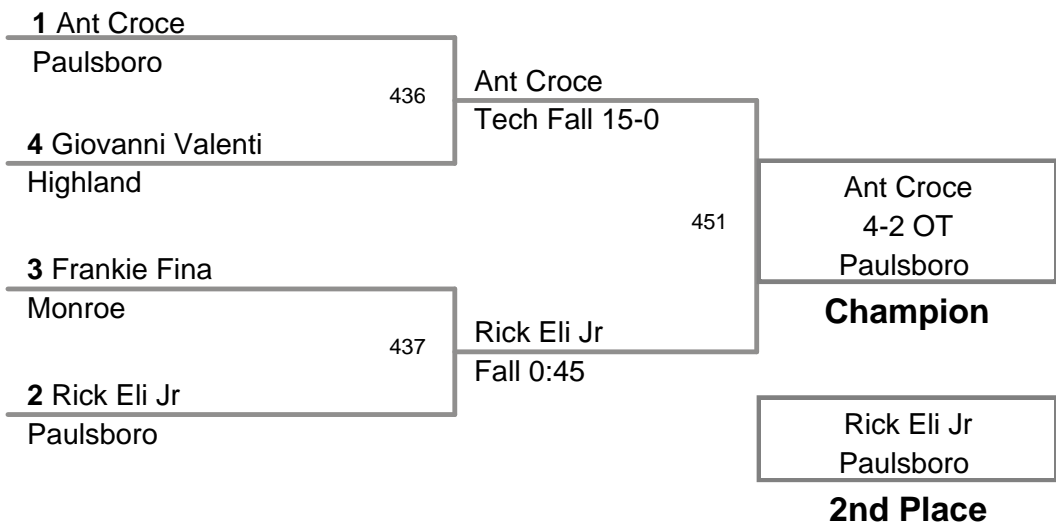 1 Ant Croce
Paulsboro
436
4 Giovanni Valenti
Highland
Ant Croce
Tech Fall 15-0
3 Frankie Fina
Monroe
437
2 Rick Eli Jr
Paulsboro
Rick Eli Jr
Fall 0:45
451
Ant Croce
4-2 OT
Paulsboro
Champion
Rick Eli Jr
Paulsboro
2nd Place